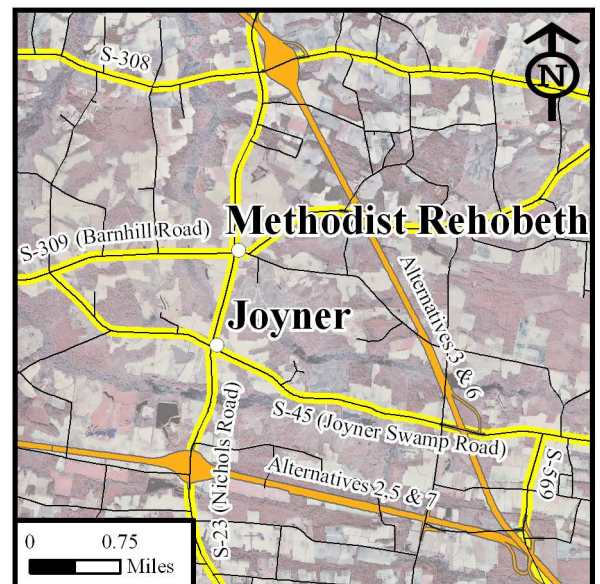 S-308
N
Methodist Rehobeth
S-309 (Barnhill Road)
Joyner
Alternatives 3 & 6
S-45 (Joyner Swamp Road)
S-569
Alternatives 2,5 & 7
S-23 (Nichols Road)
0 0.75
Miles